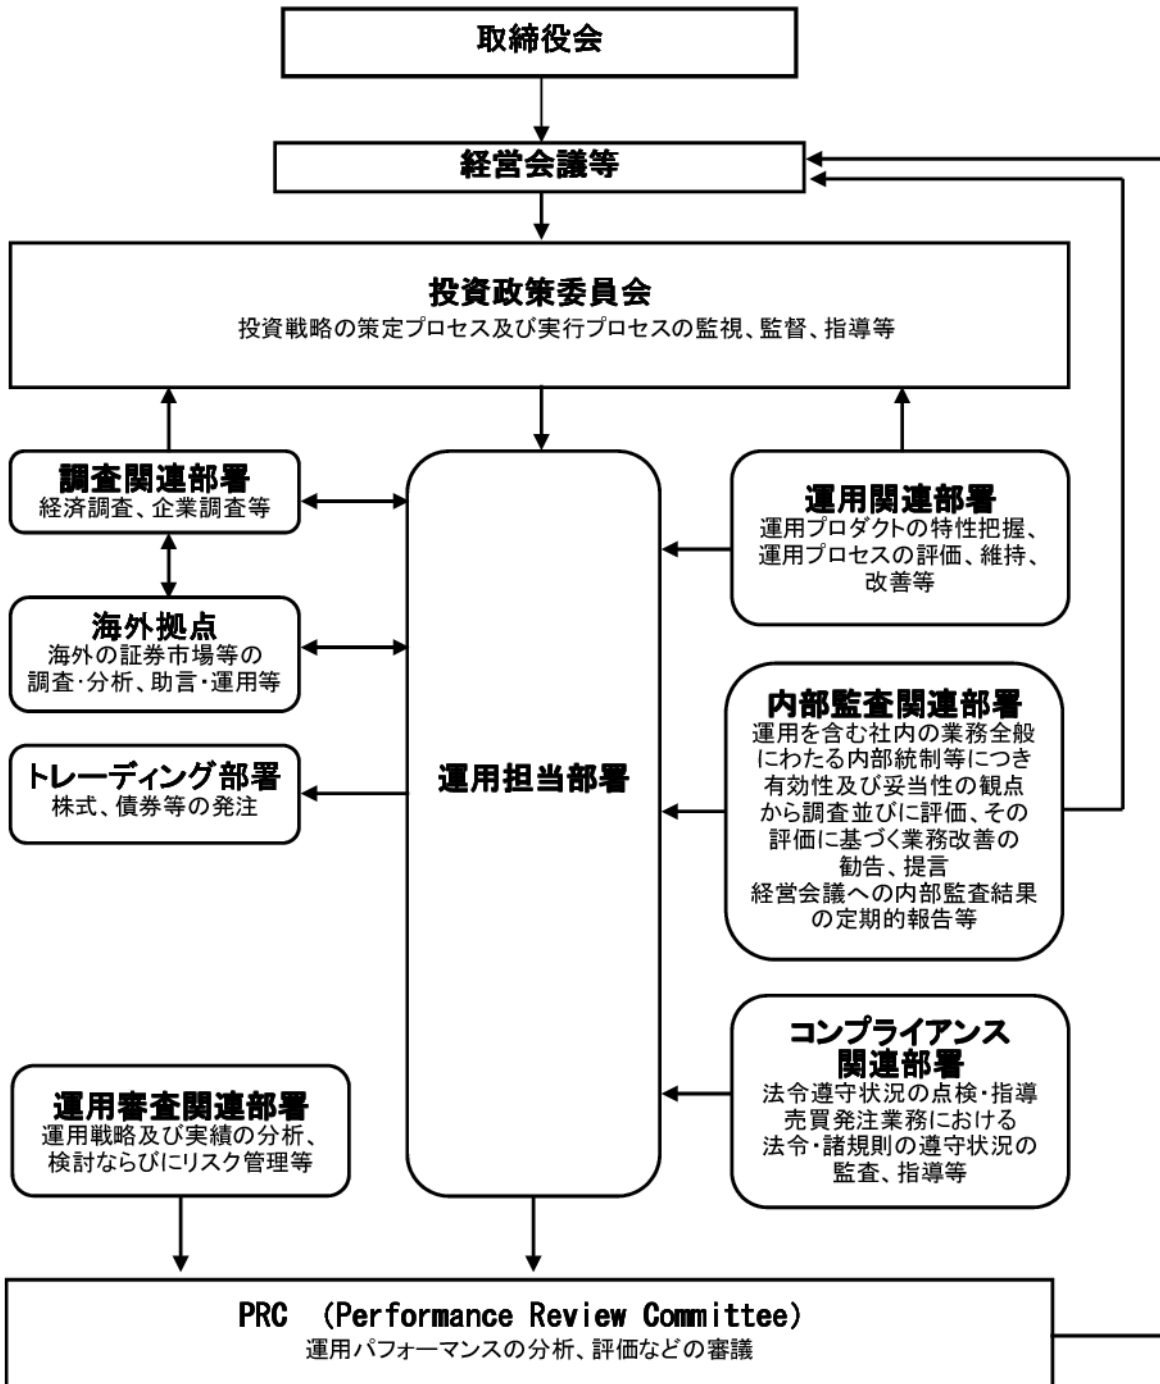 取締役会
経営会議等
投資政策委員会
投資戦略の策定プロセス及び実行プロセスの監視、監督、指導等
調査関連部署
経済調査、企業調査等
海外拠点
海外の証券市場等の
調査・分析、助言・運用等
トレーディング部署
株式、債券等の発注
運用担当部署
運用関連部署
運用プロダクトの特性把握、
運用プロセスの評価、維持、
改善等
内部監査関連部署
運用を含む社内の業務全般
にわたる内部統制等につき
有効性及び妥当性の観点
から調査並びに評価、その
評価に基づく業務改善の
勧告、提言
経営会議への内部監査結果
の定期的報告等
コンプライアンス
関連部署
法令遵守状況の点検・指導
売買発注業務における
法令・諸規則の遵守状況の
監査、指導等
運用審査関連部署
運用戦略及び実績の分析、
検討ならびにリスク管理等
PRC （Performance Review Committee）
運用パフォーマンスの分析、評価などの審議